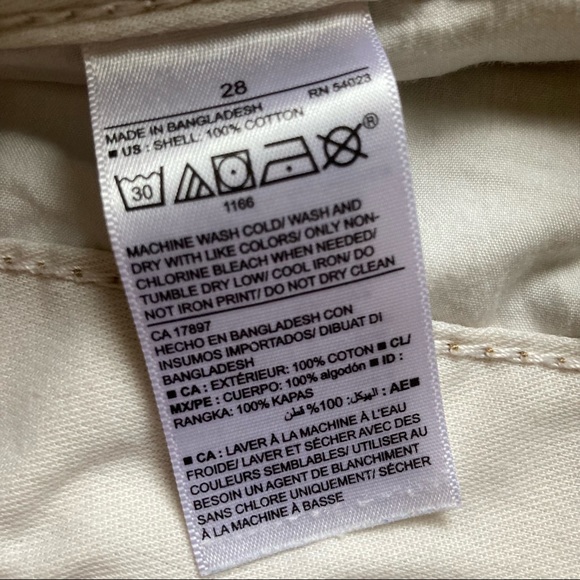 28
MADE IN BANGLADESH RN 54023
■ US : SHELL: 100% COTTON
30 ®
1166
MACHINE WASH COLD/ WASH AND
DRY WITH LIKE COLORS/ ONLY NON-
CHLORINE BLEACH WHEN NEEDED/
TUMBLE DRY LOW/ COOL IRON/ DO
NOT IRON PRINT/ DO NOT DRY CLEAN
CA 17897
HECHO EN BANGLADESH CON
INSUMOS IMPORTADOS/ DIBUAT DI
BANGLADESH
■ CA : EXTÉRIEUR: 100% COTON ■ CL/
MX/PE : CUERPO: 100% algodón ■ ID :
RANGKA: 100% KAPAS ■ AE : الهيكل: 100% قطن
■ CA : LAVER À LA MACHINE À L'EAU
FROIDE/ LAVER ET SÉCHER AVEC DES
COULEURS SEMBLABLES/ UTILISER AU
BESOIN UN AGENT DE BLANCHIMENT
SANS CHLORE UNIQUEMENT/ SÉCHER
À LA MACHINE À BASSE